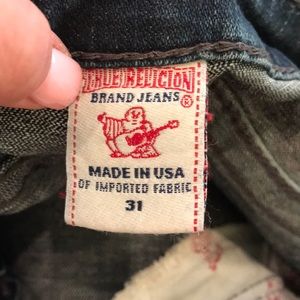 TRUE RELIGION
BRAND JEANS®
MADE IN USA
OF IMPORTED FABRIC
31